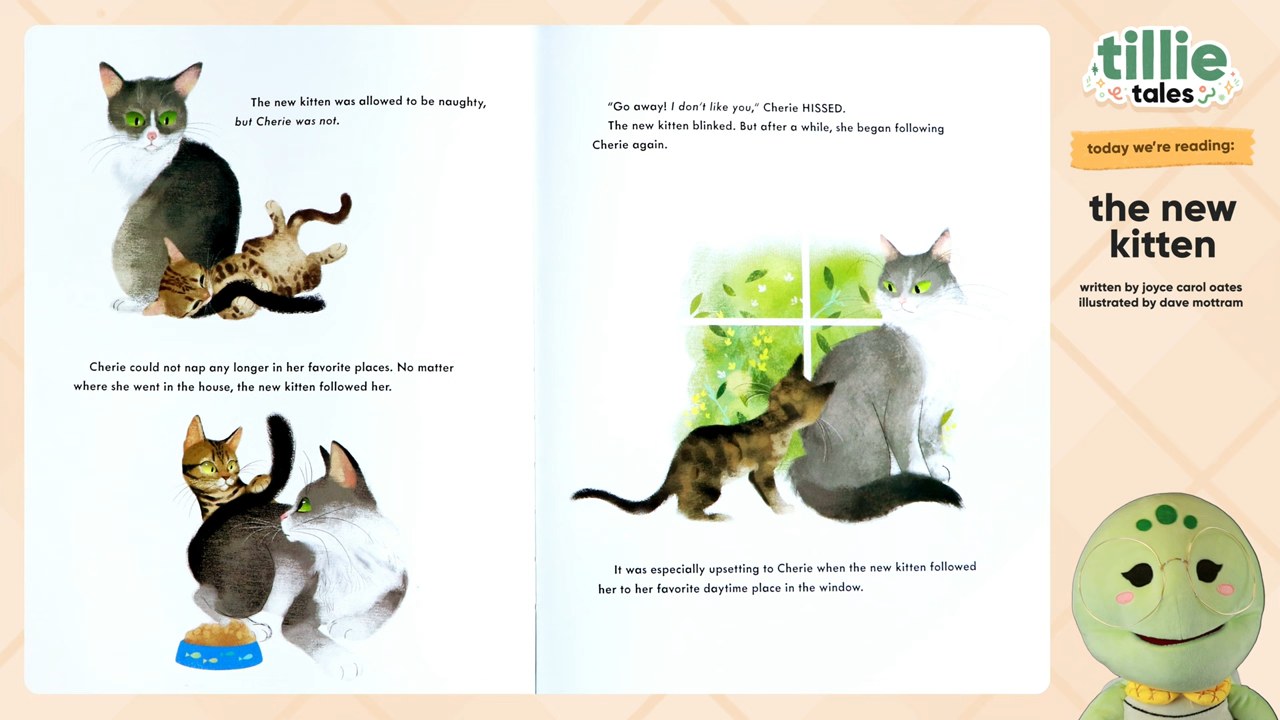 The new kitten was allowed to be naughty,
but Cherie was not.
Cherie could not nap any longer in her favorite places. No matter
where she went in the house, the new kitten followed her.
“Go away! I don’t like you,” Cherie HISSED.
The new kitten blinked. But after a while, she began following
Cherie again.
It was especially upsetting to Cherie when the new kitten followed
her to her favorite daytime place in the window.
tillie
tales
today we’re reading:
the new
kitten
written by joyce carol oates
illustrated by dave mottram